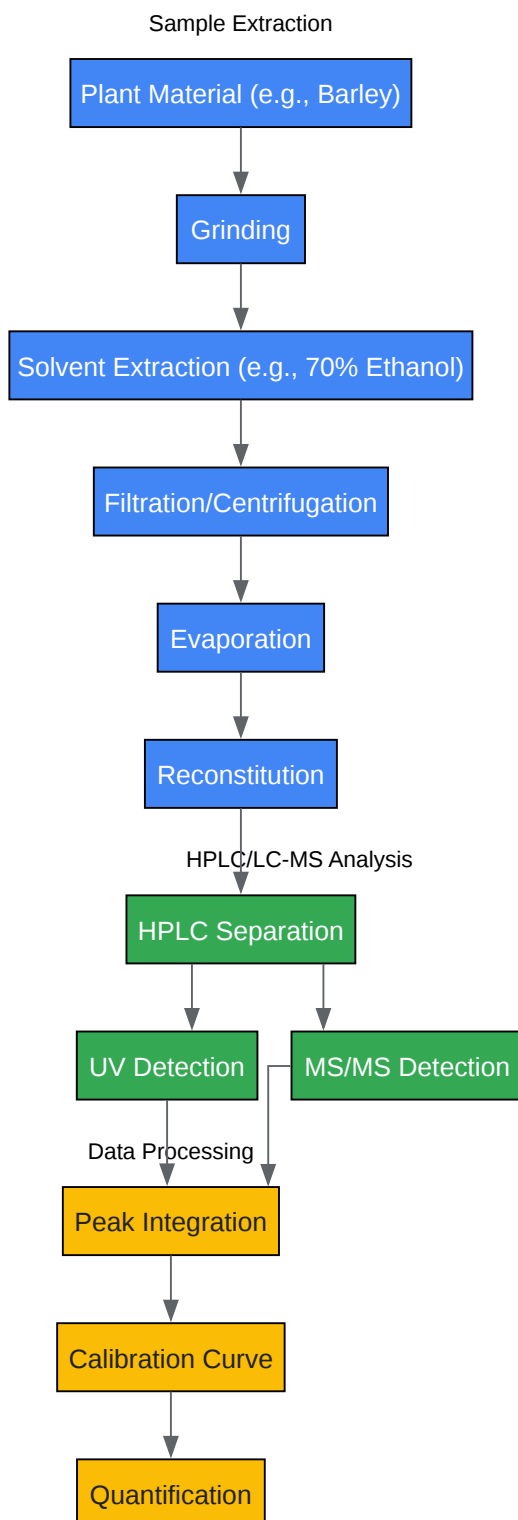 Sample Extraction
Plant Material (e.g., Barley)
Grinding
Solvent Extraction (e.g., 70% Ethanol)
Filtration/Centrifugation
Evaporation
Reconstitution
HPLC/LC-MS Analysis
HPLC Separation
UV Detection
MS/MS Detection
Data Processing
Peak Integration
Calibration Curve
Quantification